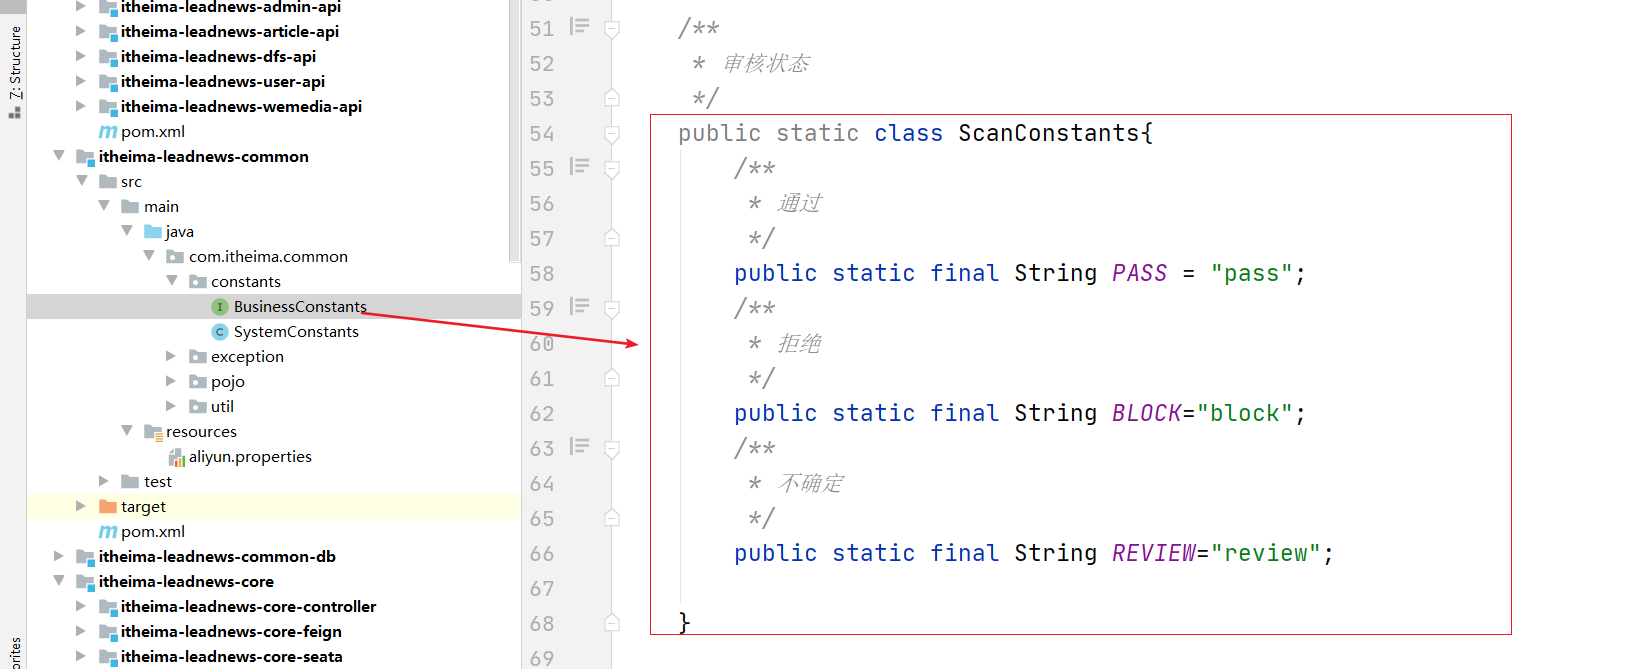 itheima-leadnews-admin-api
itheima-leadnews-article-api
itheima-leadnews-dfs-api
itheima-leadnews-user-api
itheima-leadnews-wemedia-api
pom.xml
itheima-leadnews-common
src
main
java
com.itheima.common
constants
BusinessConstants
SystemConstants
exception
pojo
util
resources
aliyun.properties
test
target
pom.xml
itheima-leadnews-common-db
itheima-leadnews-core
itheima-leadnews-core-controller
itheima-leadnews-core-feign
itheima-leadnews-core-seata
7: Structure
51 /**
52 * 审核状态
53 */
54 public static class ScanConstants{
55 /**
56 * 通过
57 */
58 public static final String PASS = "pass";
59 /**
60 * 拒绝
61 */
62 public static final String BLOCK="block";
63 /**
64 * 不确定
65 */
66 public static final String REVIEW="review";
67
68 }
69